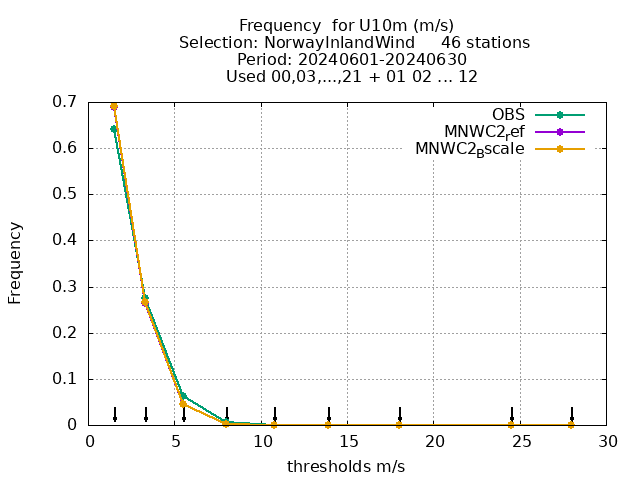 Frequency  for U10m (m/s)
Selection: NorwayInlandWind     46 stations
Period: 20240601-20240630
Used 00,03,...,21 + 01 02 ... 12
OBS
MNWC2_ref
MNWC2_Bscale
0.7
0.6
0.5
0.4
0.3
0.2
0.1
0
Frequency
0 5 10 15 20 25 30
thresholds m/s